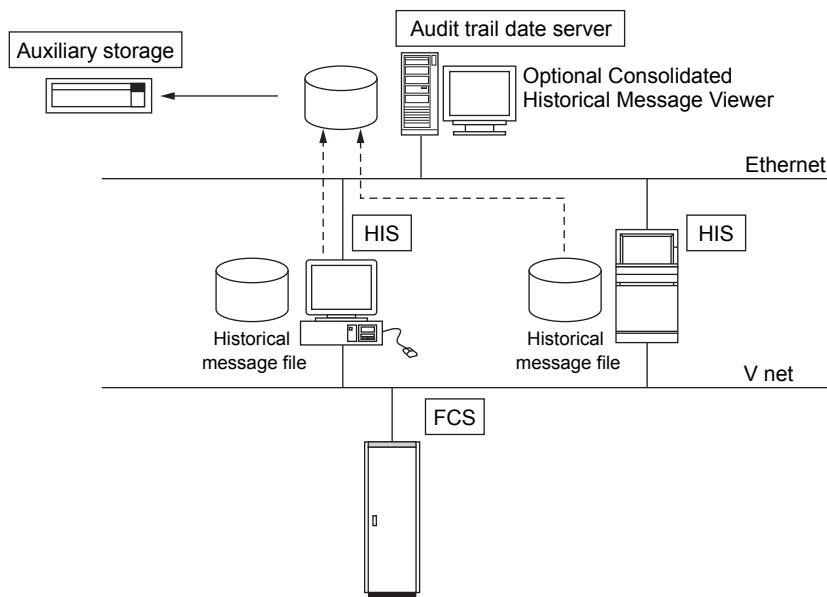 Auxiliary storage
Audit trail date server
Optional Consolidated
Historical Message Viewer
Ethernet
HIS
HIS
Historical
message file
Historical
message file
V net
FCS